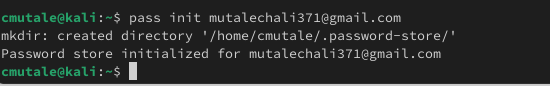 cmutale@kali:~$ pass init mutalechali371@gmail.com
mkdir: created directory '/home/cmutale/.password-store/'
Password store initialized for mutalechali371@gmail.com
cmutale@kali:~$